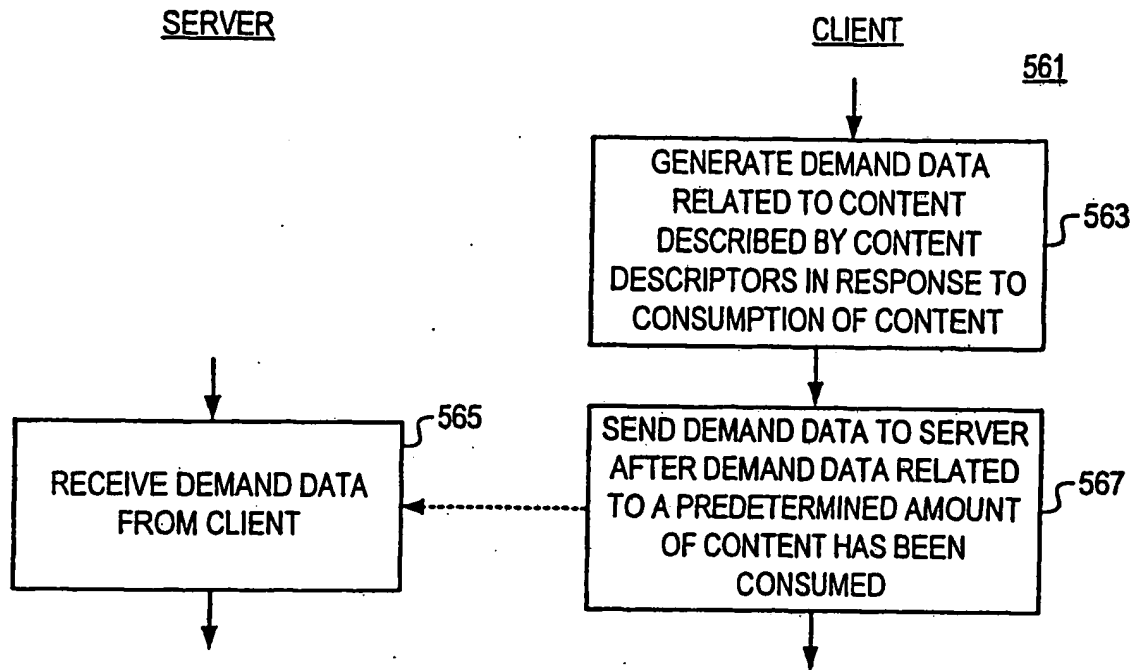 SERVER
CLIENT
561
GENERATE DEMAND DATA
RELATED TO CONTENT
DESCRIBED BY CONTENT
DESCRIPTORS IN RESPONSE TO
CONSUMPTION OF CONTENT
563
565
RECEIVE DEMAND DATA
FROM CLIENT
SEND DEMAND DATA TO SERVER
AFTER DEMAND DATA RELATED
TO A PREDETERMINED AMOUNT
OF CONTENT HAS BEEN
CONSUMED
567